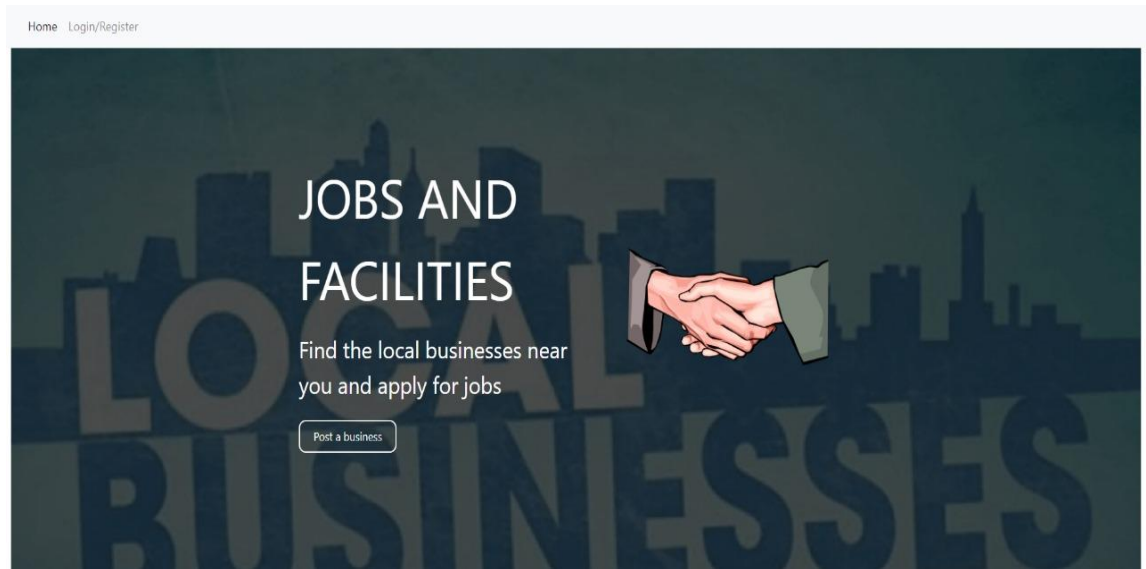 Home Login/Register
JOBS AND
FACILITIES
Find the local businesses near
you and apply for jobs
Post a business
LOCAL
BUSINESSES